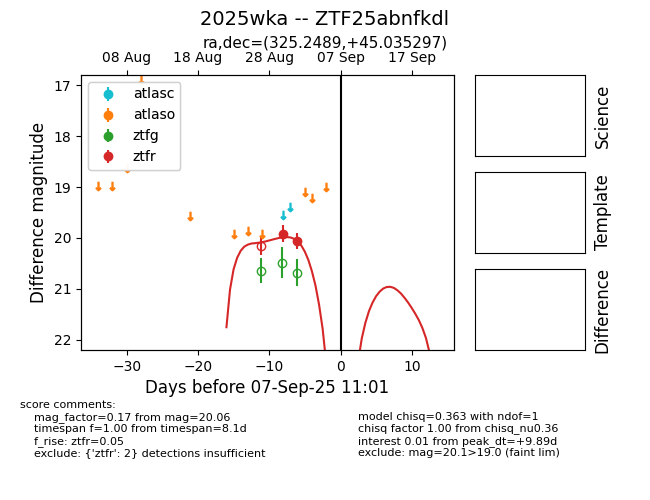 2025wka -- ZTF25abnfkdl
ra,dec=(325.2489,+45.035297)
08 Aug 18 Aug 28 Aug 07 Sep 17 Sep
atlasc
atlaso
ztfg
ztfr
17
18
19
20
21
22
Difference magnitude
−30 −20 −10 0 10
Days before 07-Sep-25 11:01
Science
Template
Difference
score comments:
mag_factor=0.17 from mag=20.06
timespan f=1.00 from timespan=8.1d
f_rise: ztfr=0.05
exclude: {'ztfr': 2} detections insufficient
model chisq=0.363 with ndof=1
chisq factor 1.00 from chisq_nu0.36
interest 0.01 from peak_dt=+9.89d
exclude: mag=20.1>19.0 (faint lim)